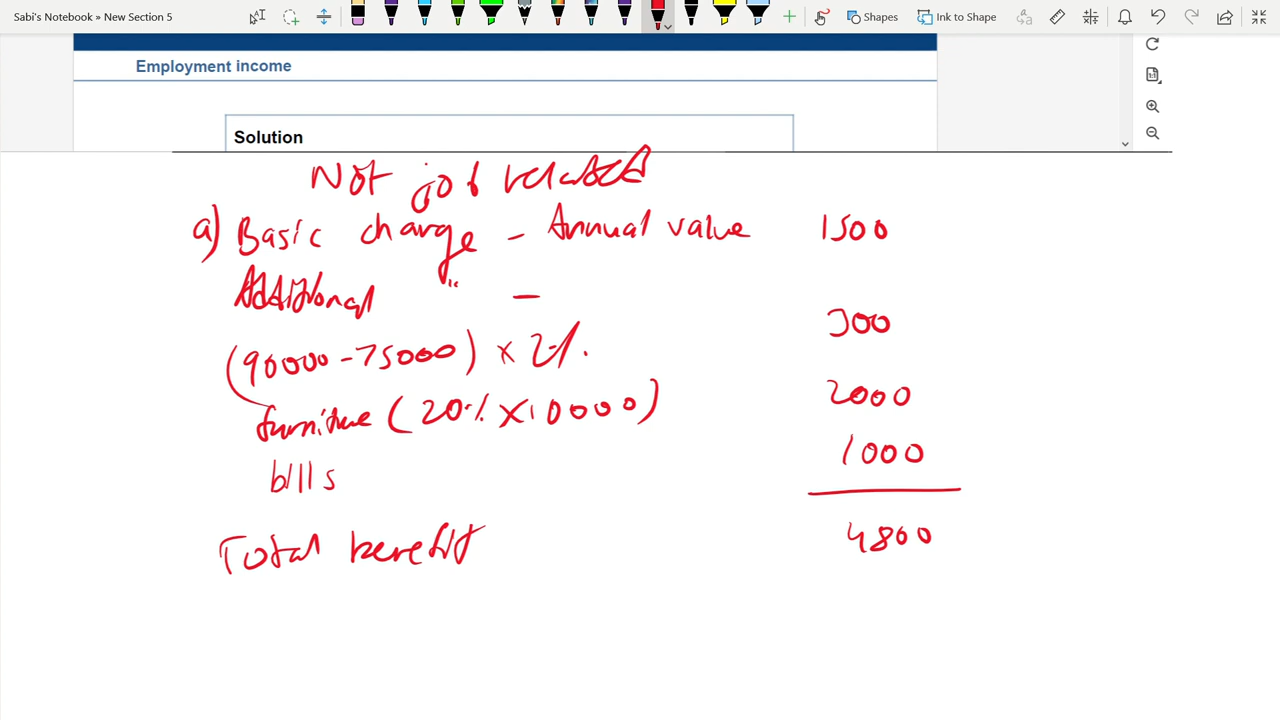 Sabi's Notebook » New Section 5
Shapes
Ink to Shape
Employment income
Solution
Not job related
a) Basic charge - Annual value 1500
Additional " -
(90000 - 75000) x 2%. 300
furniture (20% x 10000) 2000
bills 1000
Total benefit 4800